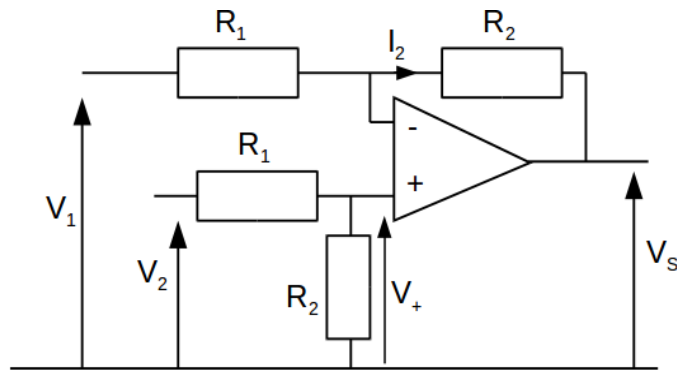 R₁
I₂
R₂
-
R₁
+
V₁
V₂
R₂
V₊
Vₛ